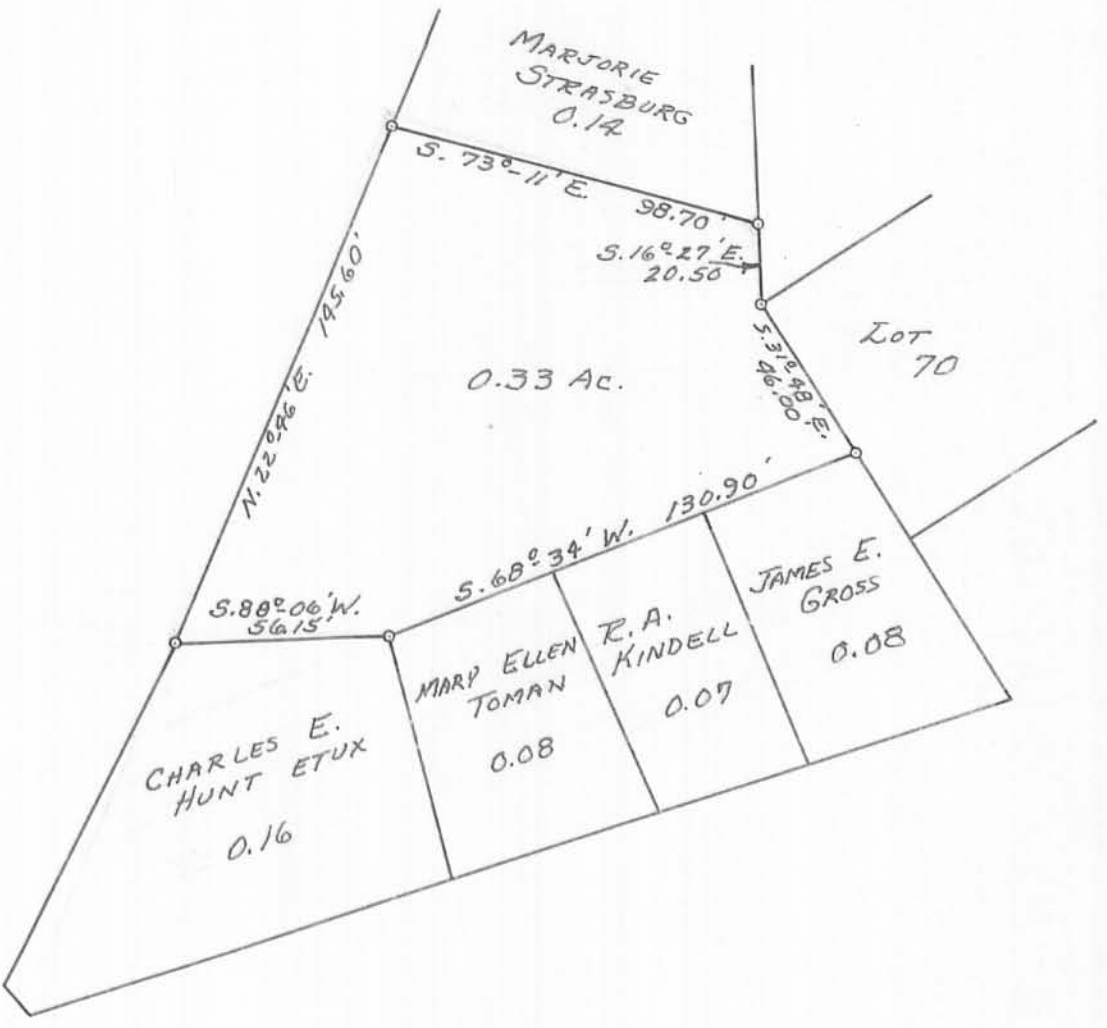 MARJORIE
STRASBURG
0.14
S. 73°-11' E.
98.70'
S. 16° 27' E.
20.50'
N. 22° 46' E. 145.60'
0.33 Ac.
S. 31° 48' E.
46.00'
LOT
70
S. 88° 06' W.
56.15'
S. 68° 34' W. 130.90'
CHARLES E.
HUNT ETUX
0.16
MARY ELLEN
TOMAN
0.08
R. A.
KINDELL
0.07
JAMES E.
GROSS
0.08